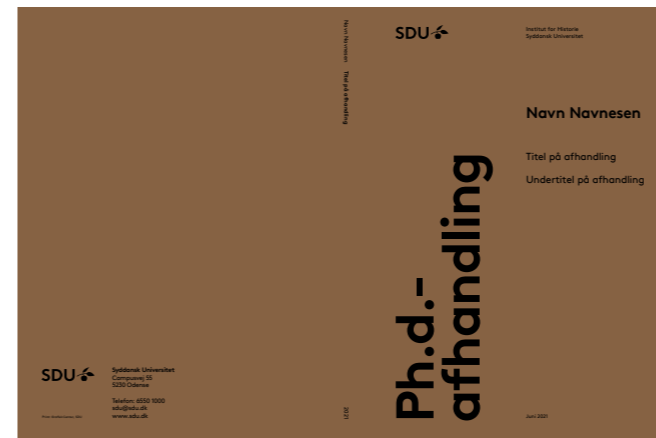 SDU
Syddansk Universitet
Campusvej 55
5230 Odense
Telefon: 6550 1000
sdu@sdu.dk
www.sdu.dk
Navn Navnesen Titel på afhandling
2021
SDU
Institut for Historie
Syddansk Universitet
Navn Navnesen
Titel på afhandling
Undertitel på afhandling
Ph.d.-
afhandling
Juni 2021